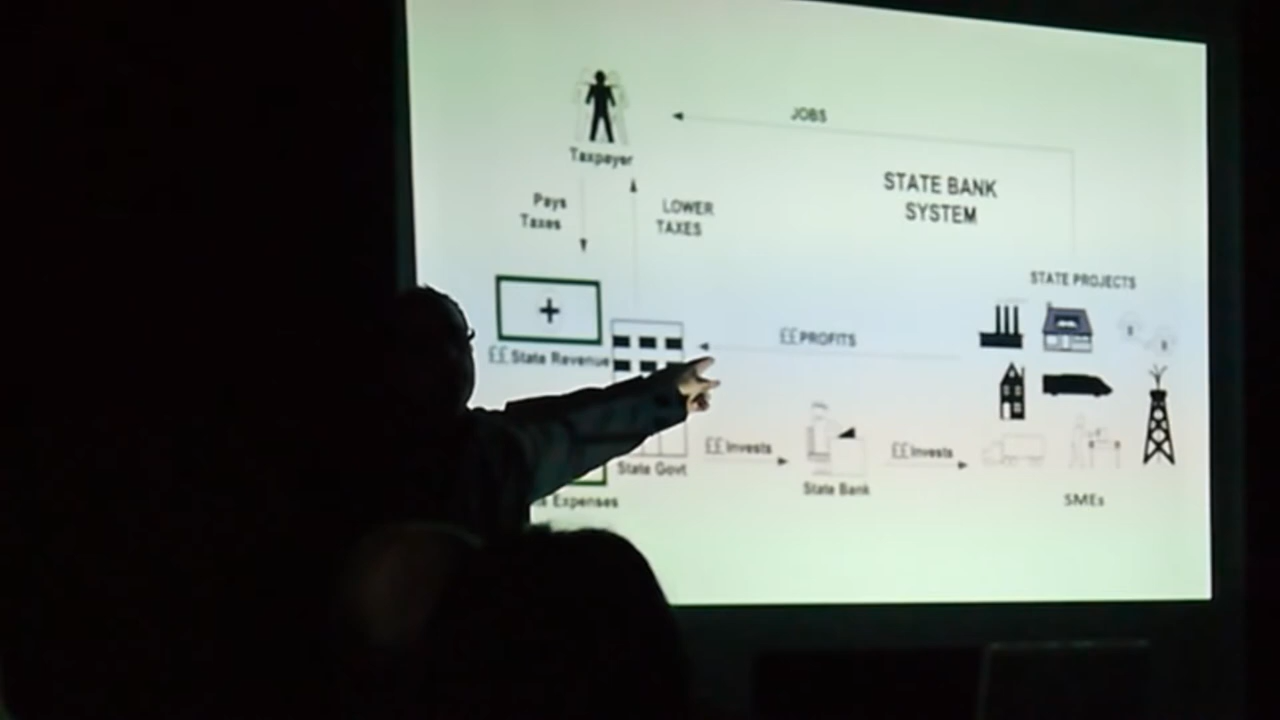 JOBS
Taxpayer
STATE BANK
SYSTEM
Pays
Taxes
LOWER
TAXES
STATE PROJECTS
££ State Revenue
££ PROFITS
££ Invests
££ Invests
State Govt
State Bank
Expenses
SMEs